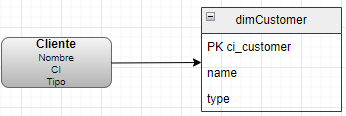 Cliente
Nombre
CI
Tipo
dimCustomer
PK ci_customer
name
type